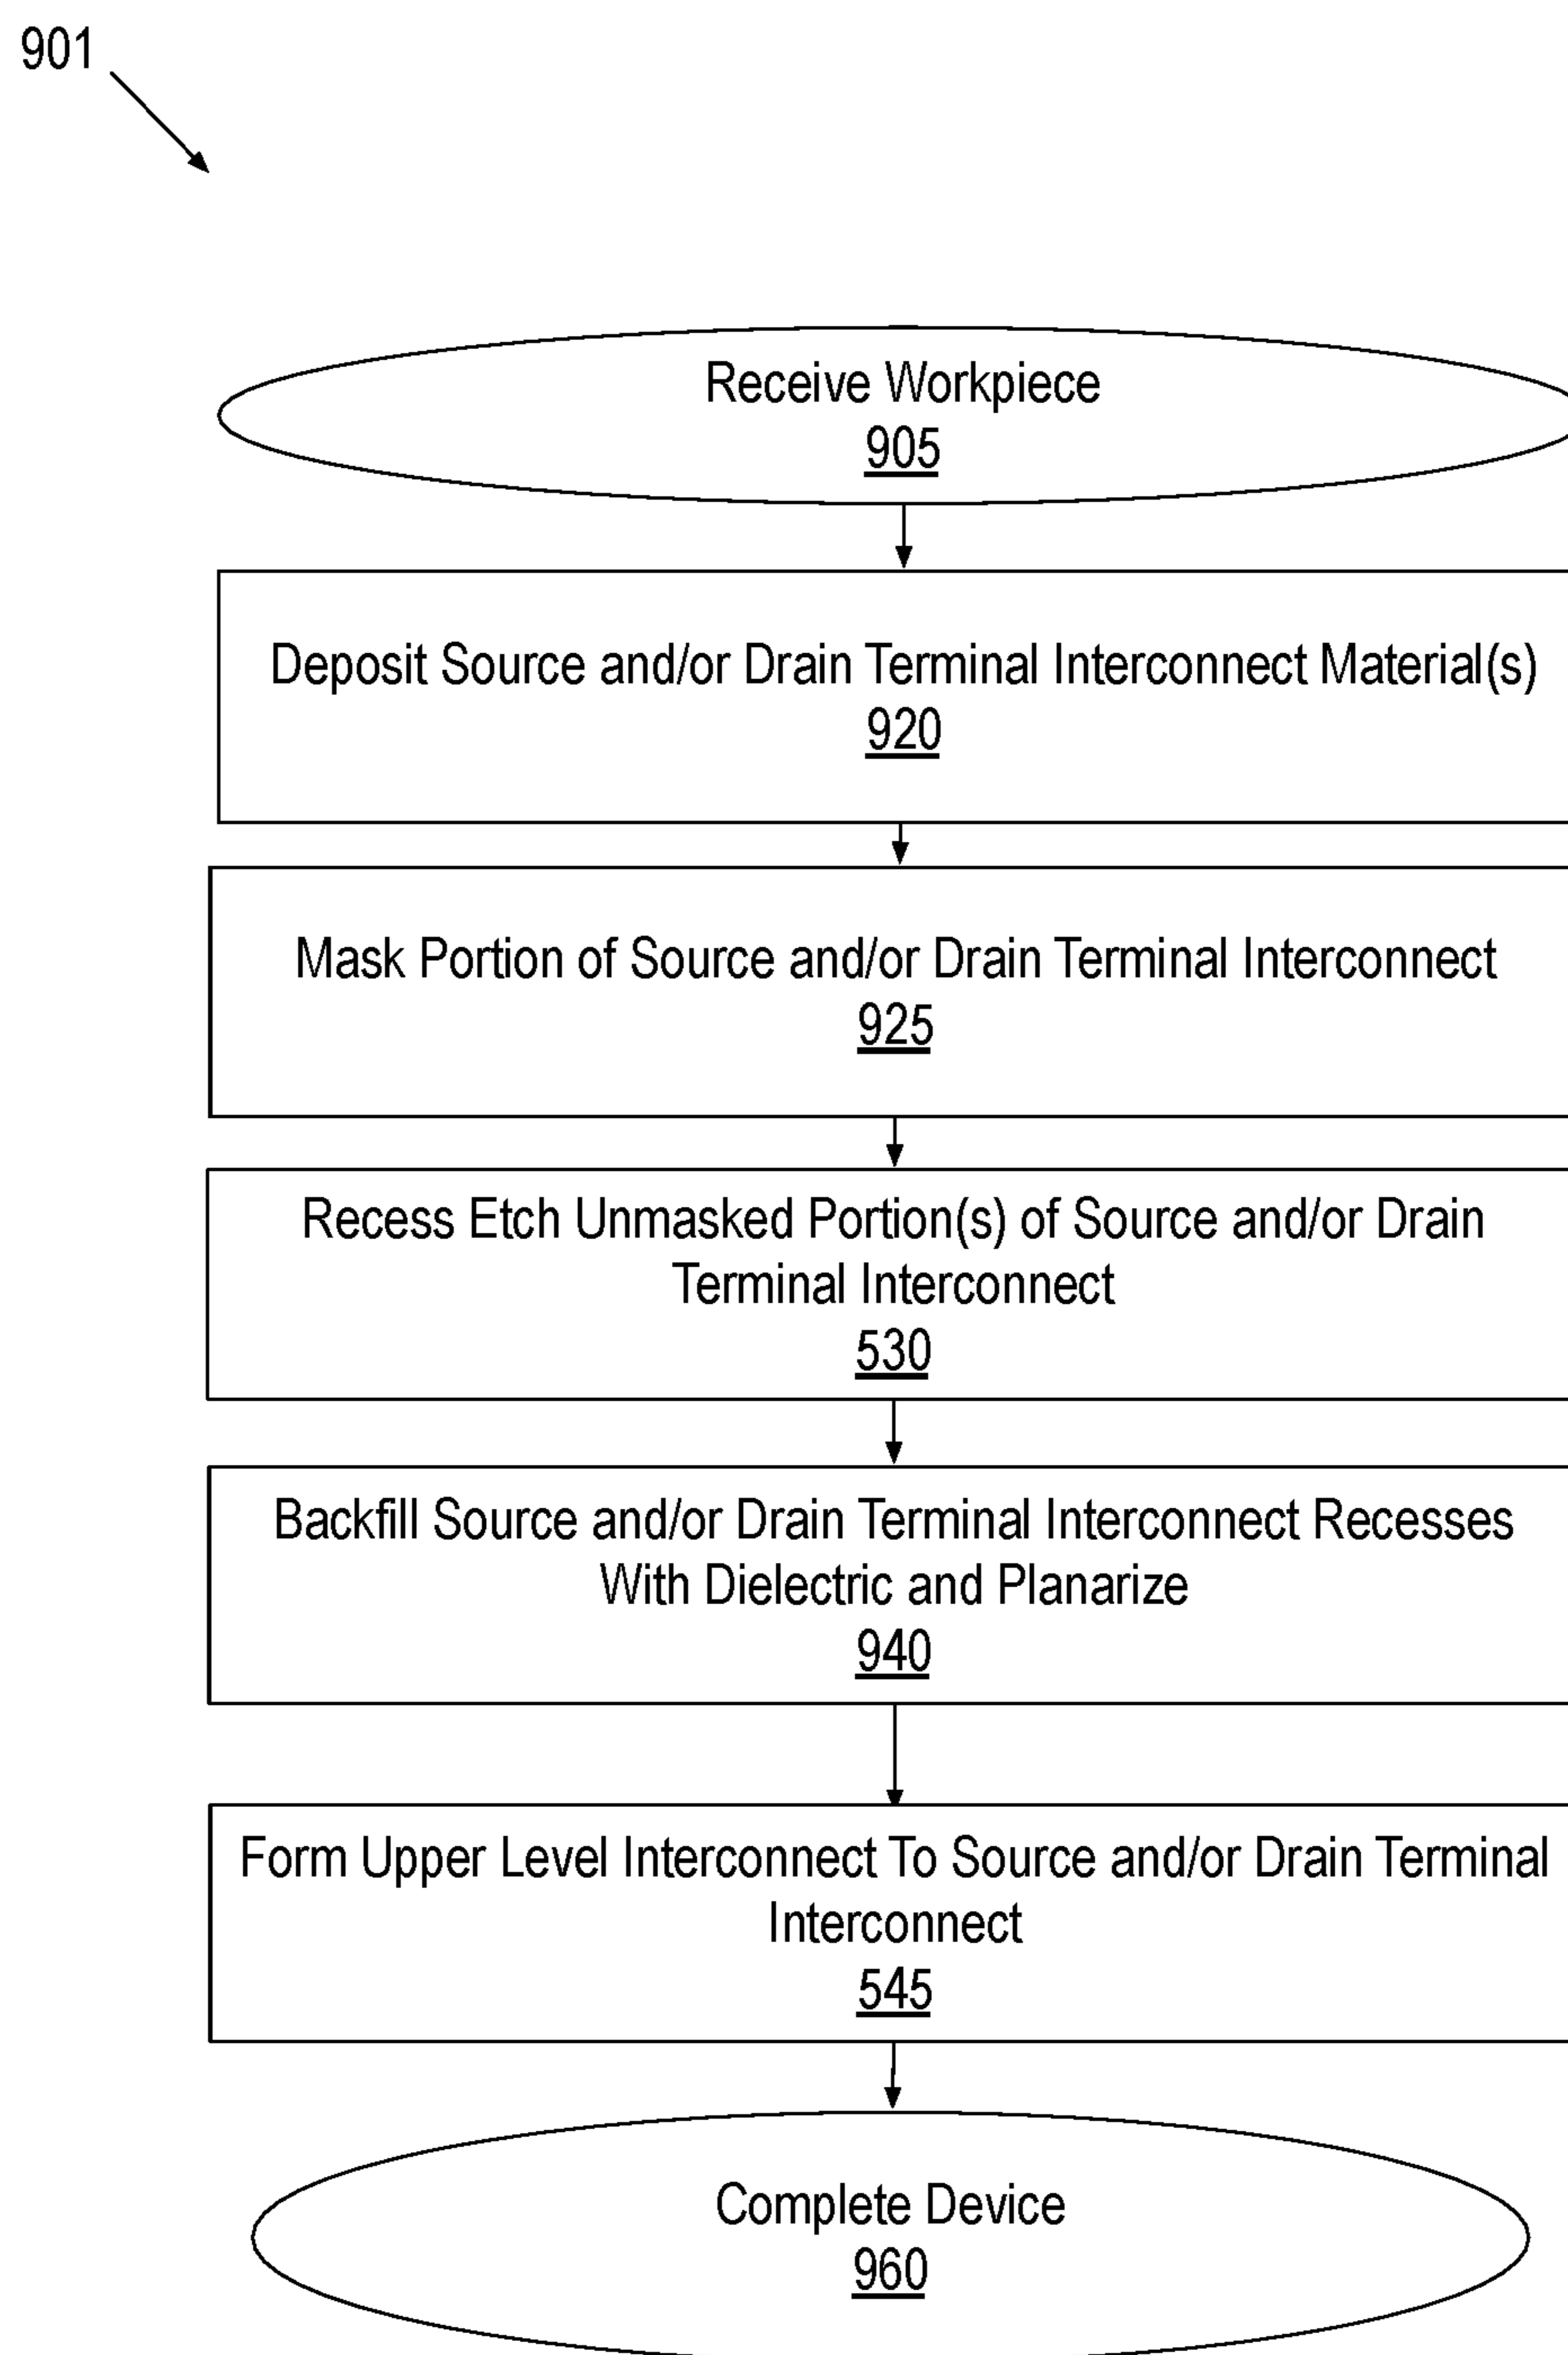 901
Receive Workpiece
905
Deposit Source and/or Drain Terminal Interconnect Material(s)
920
Mask Portion of Source and/or Drain Terminal Interconnect
925
Recess Etch Unmasked Portion(s) of Source and/or Drain
Terminal Interconnect
530
Backfill Source and/or Drain Terminal Interconnect Recesses
With Dielectric and Planarize
940
Form Upper Level Interconnect To Source and/or Drain Terminal
Interconnect
545
Complete Device
960